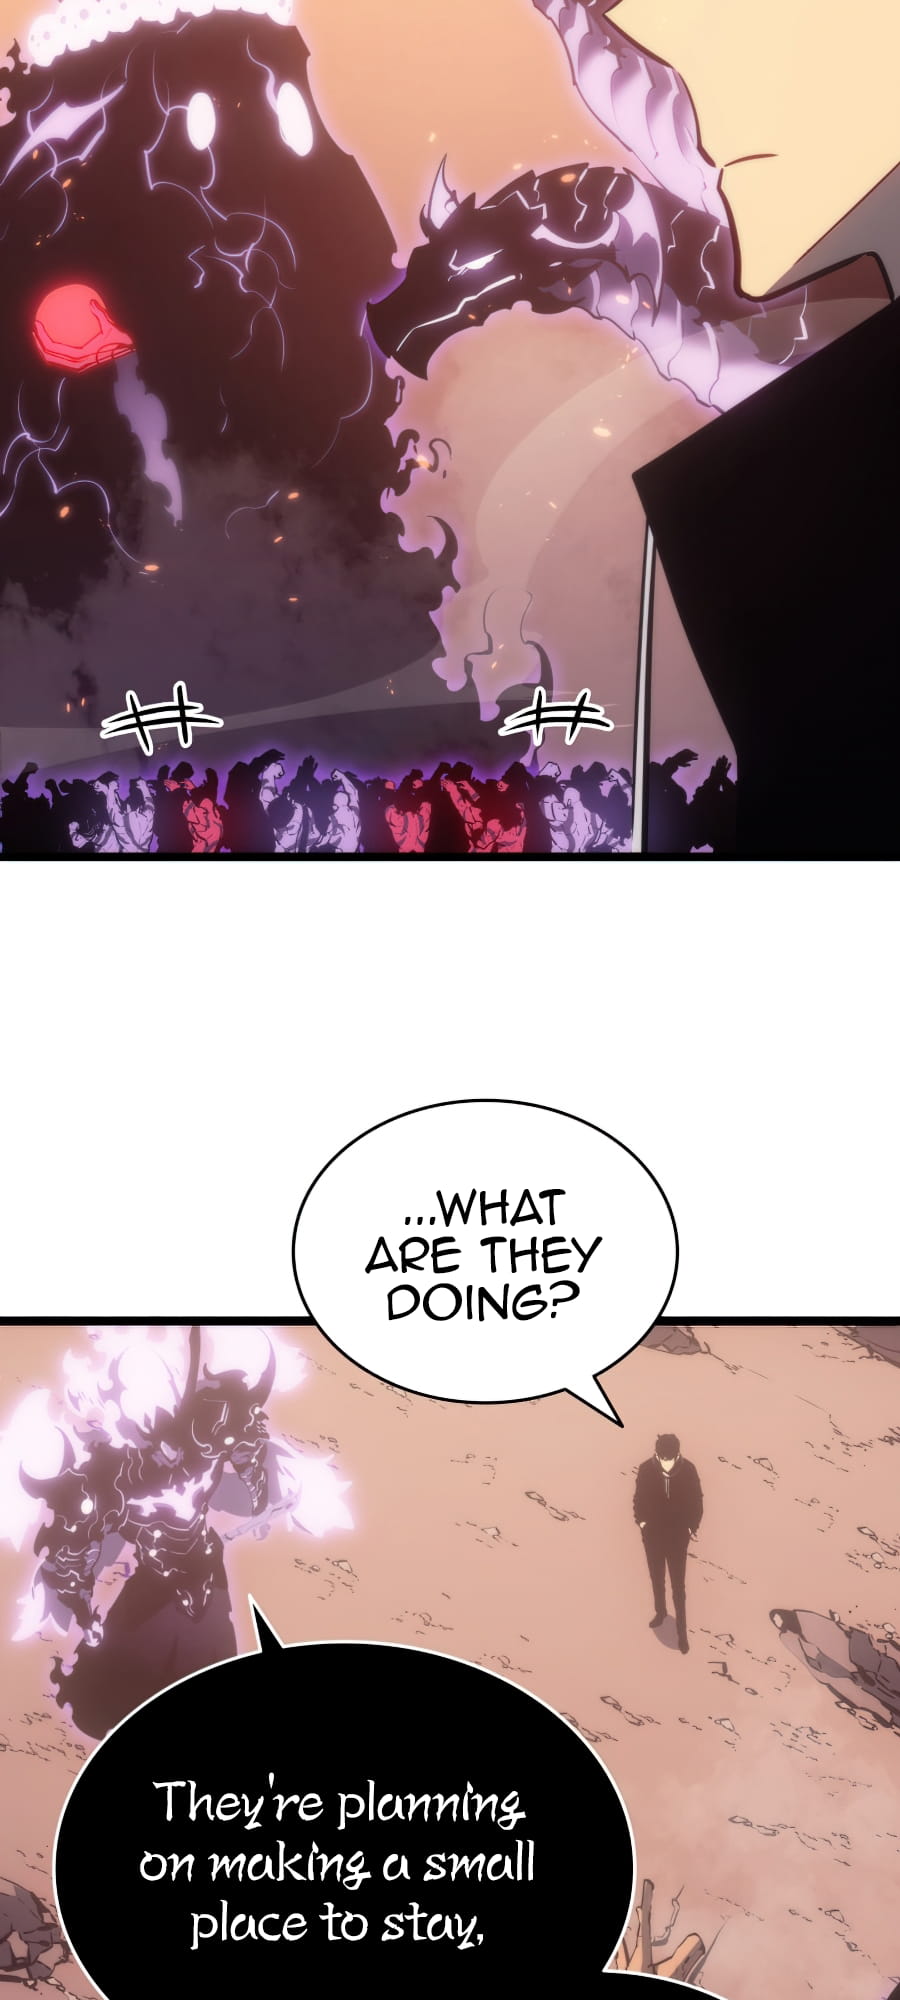 ...WHAT
ARE THEY
DOING?
They're planning
on making a small
place to stay,